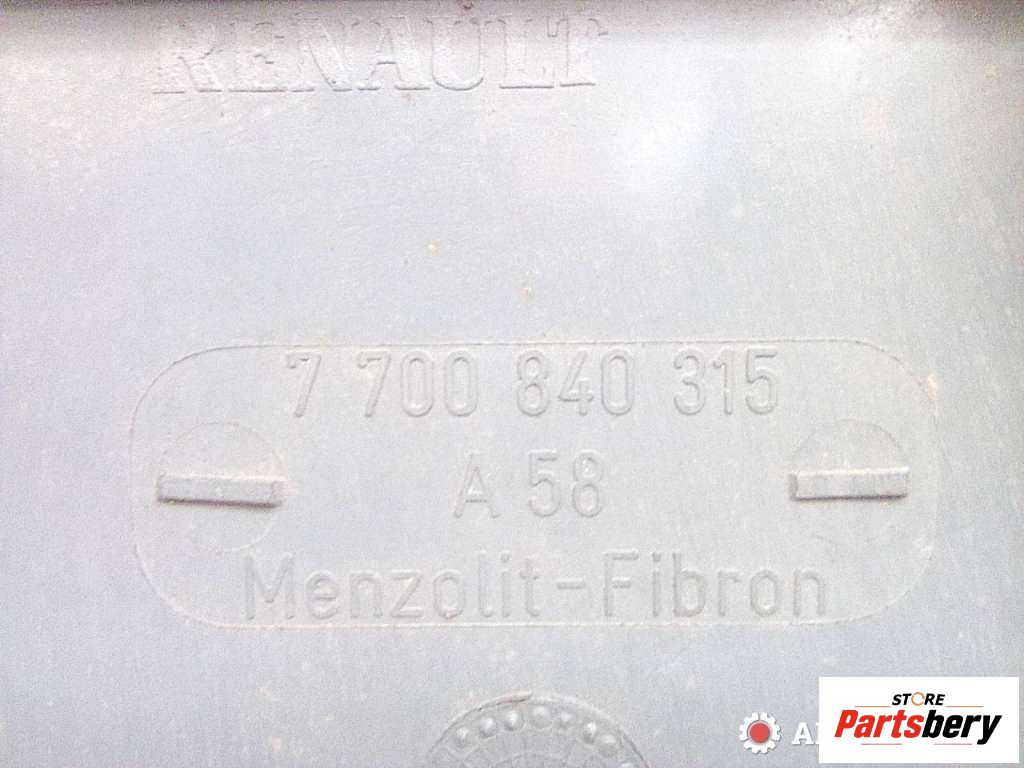 RENAULT
7 700 840 315
A 58
Menzolit-Fibron
STORE
Partsbery